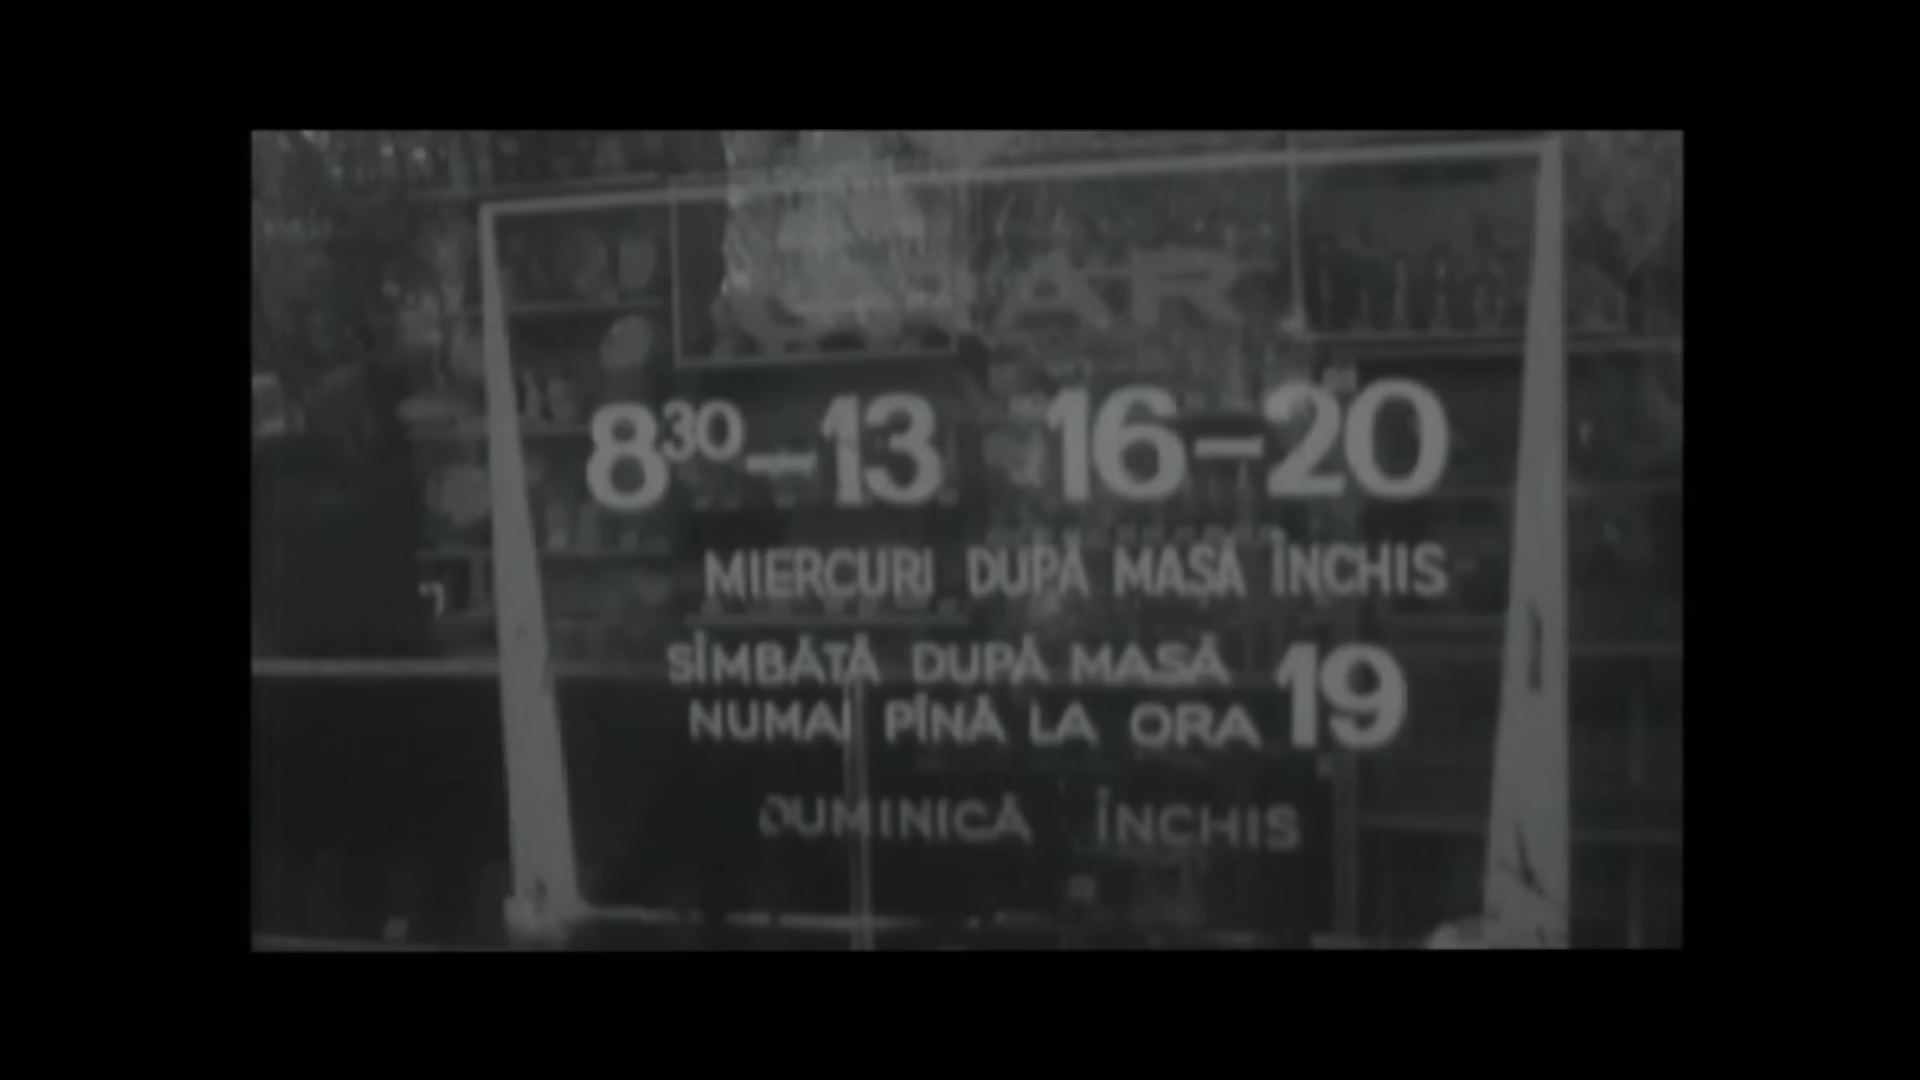 8³⁰–13 16–20
MIERCURI DUPĂ MASĂ ÎNCHIS
SÎMBĂTĂ DUPĂ MASĂ
NUMAI PÎNĂ LA ORA 19
DUMINICĂ ÎNCHIS